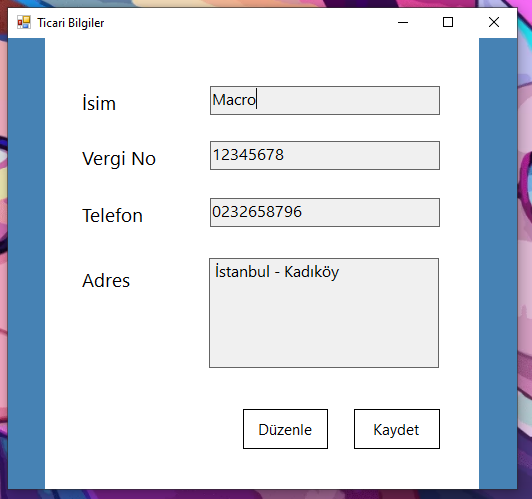 Ticari Bilgiler
İsim
Macro
Vergi No
12345678
Telefon
0232658796
Adres
İstanbul - Kadıköy
Düzenle
Kaydet